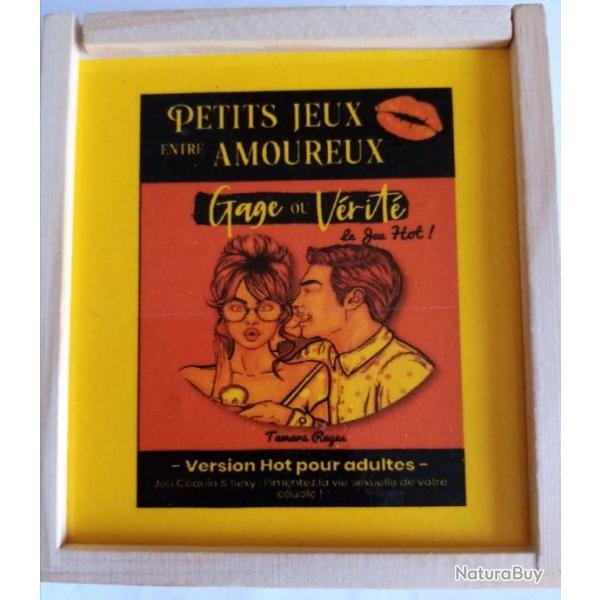 PETITS JEUX
ENTRE AMOUREUX
Gage OU Vérité
Le Jeu Hot !
Tamara Reyes
- Version Hot pour adultes -
Jeu Coquin & Sexy. Pimentez la vie sexuelle de votre
couple !
NaturaBuy